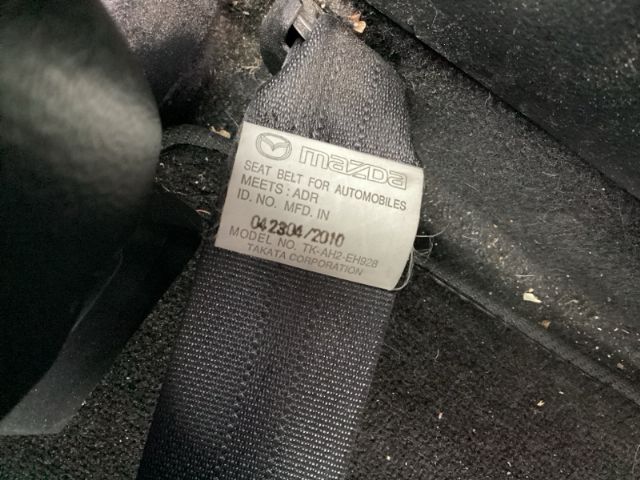 mazda
SEAT BELT FOR AUTOMOBILES
MEETS : ADR
ID. NO. MFD. IN
042304/2010
MODEL NO. TK-AH2-EH928
TAKATA CORPORATION